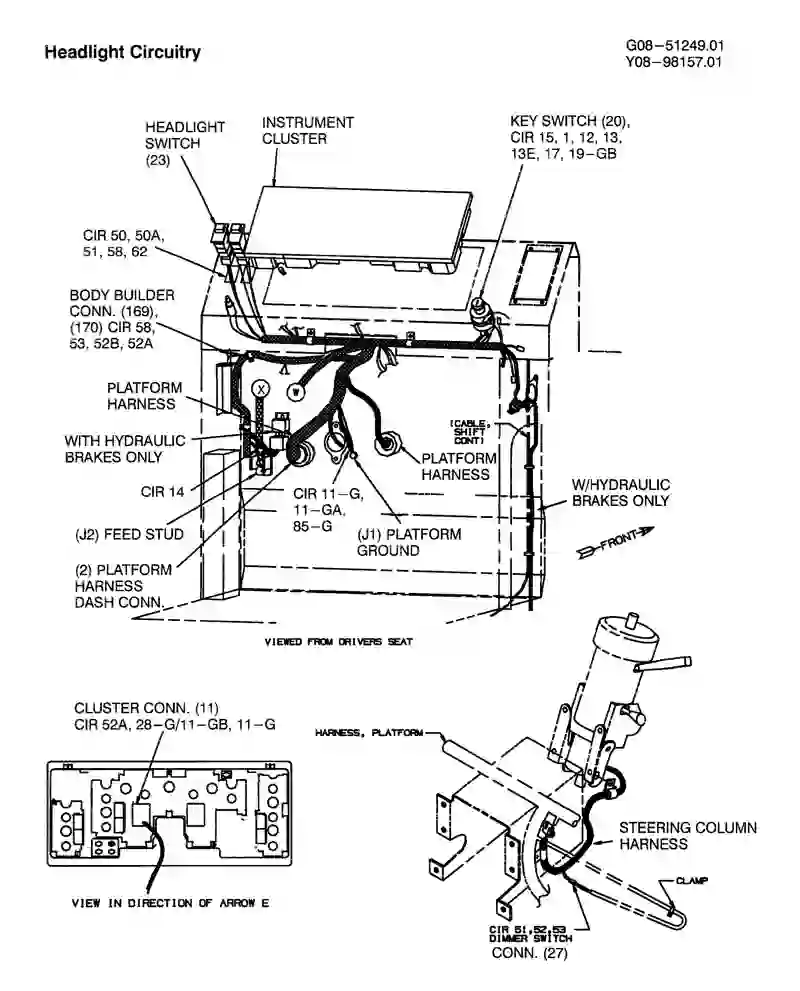 Headlight Circuitry
G08-51249.01
Y08-98157.01
HEADLIGHT
SWITCH
(23)
INSTRUMENT
CLUSTER
KEY SWITCH (20),
CIR 15, 1, 12, 13,
13E, 17, 19-GB
CIR 50, 50A,
51, 58, 62
BODY BUILDER
CONN. (169),
(170) CIR 58,
53, 52B, 52A
PLATFORM
HARNESS
X
W
WITH HYDRAULIC
BRAKES ONLY
CIR 14
(J2) FEED STUD
(2) PLATFORM
HARNESS
DASH CONN.
CIR 11-G,
11-GA,
85-G
(J1) PLATFORM
GROUND
PLATFORM
HARNESS
(CABLE,
SHIFT
CONT)
W/HYDRAULIC
BRAKES ONLY
FRONT
VIEWED FROM DRIVERS SEAT
CLUSTER CONN. (11)
CIR 52A, 28-G/11-GB, 11-G
VIEW IN DIRECTION OF ARROW E
HARNESS, PLATFORM
STEERING COLUMN
HARNESS
CLAMP
CIR 51,52,53
DIMMER SWITCH
CONN. (27)